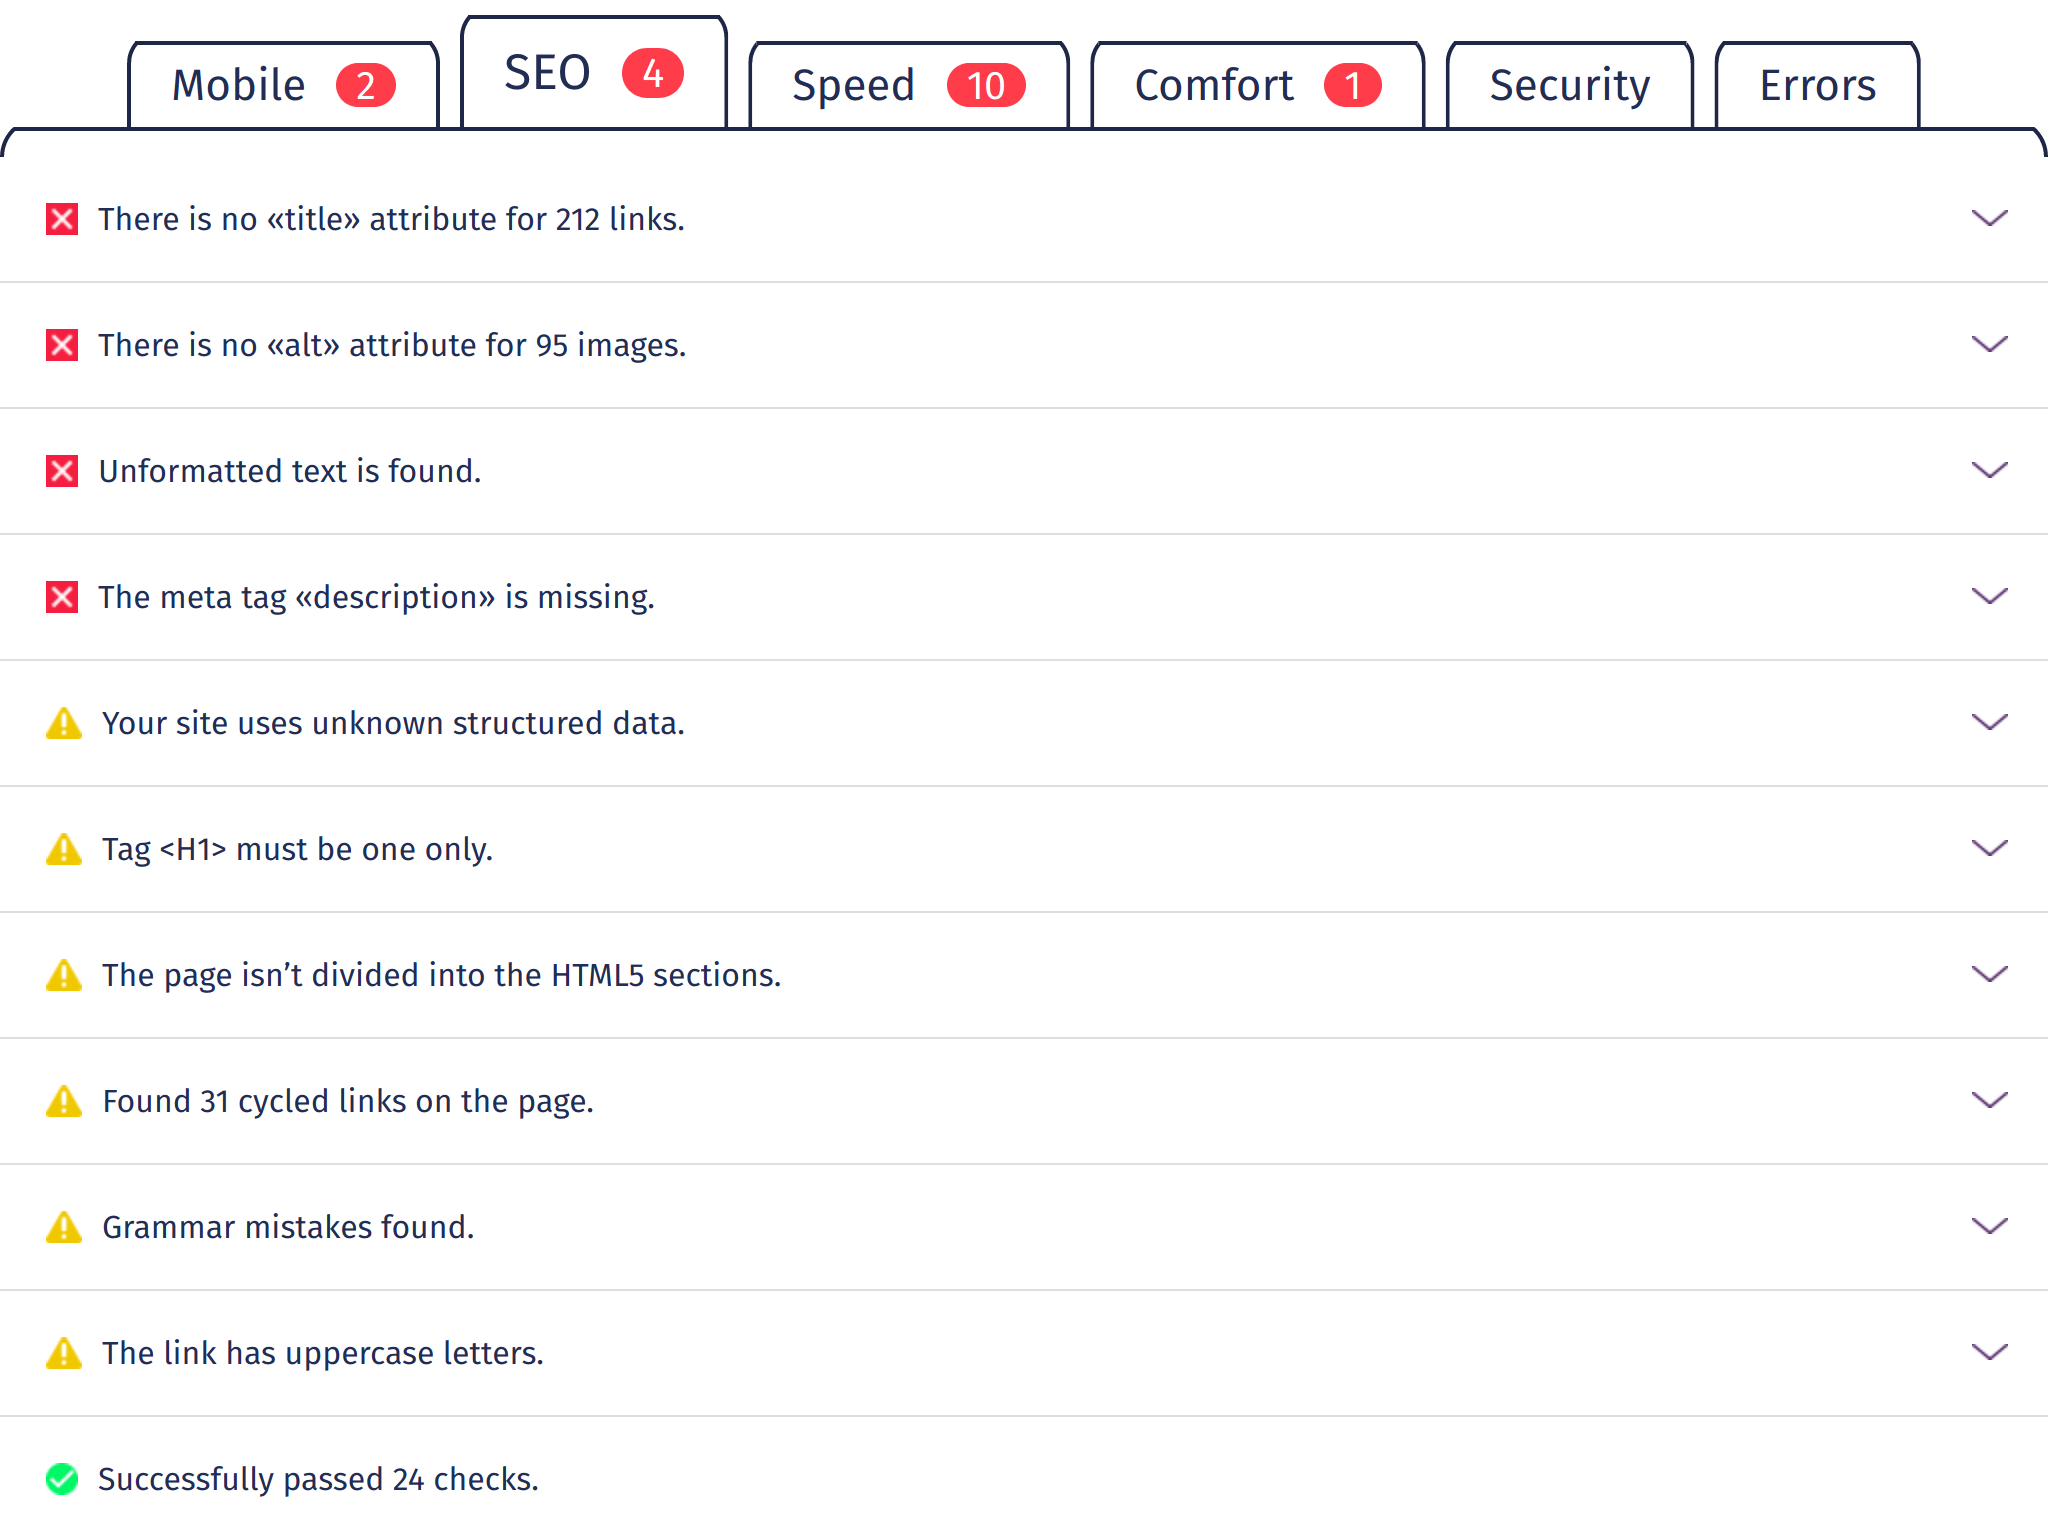 Mobile 2 SEO 4 Speed 10 Comfort 1 Security Errors
There is no «title» attribute for 212 links.
There is no «alt» attribute for 95 images.
Unformatted text is found.
The meta tag «description» is missing.
Your site uses unknown structured data.
Tag <H1> must be one only.
The page isn’t divided into the HTML5 sections.
Found 31 cycled links on the page.
Grammar mistakes found.
The link has uppercase letters.
Successfully passed 24 checks.